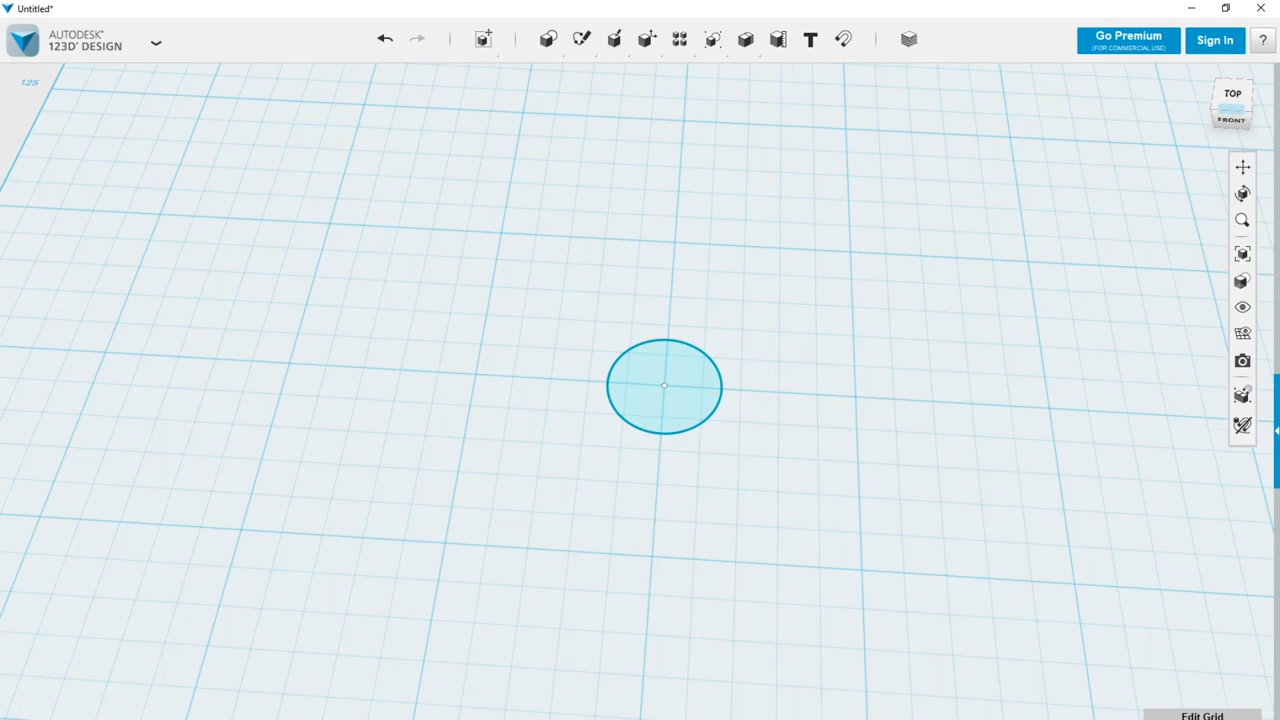 Untitled*
AUTODESK®
123D® DESIGN
T
Go Premium
(FOR COMMERCIAL USE)
Sign In
?
125
TOP
FRONT
Edit Grid